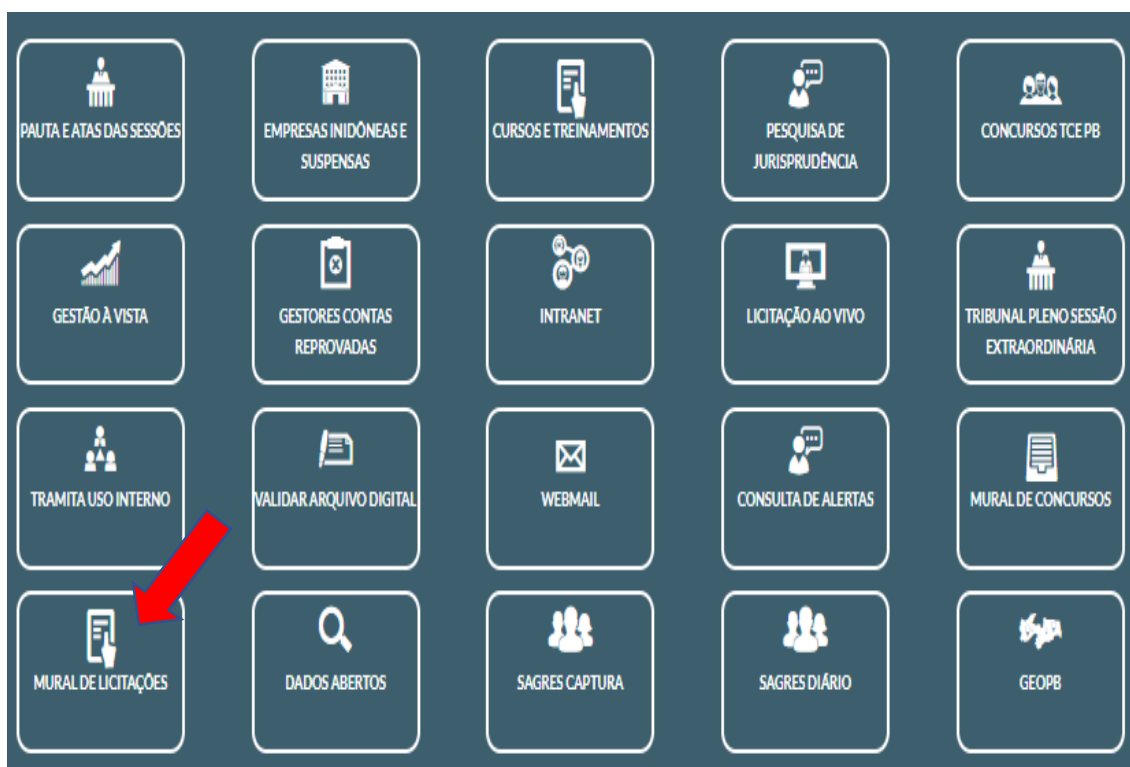 PAUTA E ATAS DAS SESSÕES
EMPRESAS INIDÔNEAS E
SUSPENSAS
CURSOS E TREINAMENTOS
PESQUISA DE
JURISPRUDÊNCIA
CONCURSOS TCE PB
GESTÃO À VISTA
GESTORES CONTAS
REPROVADAS
INTRANET
LICITAÇÃO AO VIVO
TRIBUNAL PLENO SESSÃO
EXTRAORDINÁRIA
TRAMITA USO INTERNO
VALIDAR ARQUIVO DIGITAL
WEBMAIL
CONSULTA DE ALERTAS
MURAL DE CONCURSOS
MURAL DE LICITAÇÕES
DADOS ABERTOS
SAGRES CAPTURA
SAGRES DIÁRIO
GEOPB